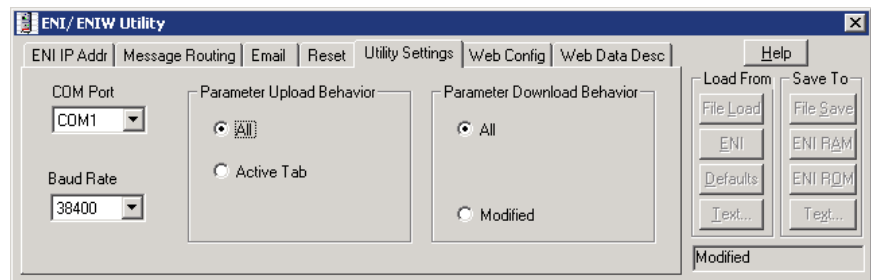 ENI/ENIW Utility
ENI IP Addr Message Routing Email Reset Utility Settings Web Config Web Data Desc
Help
COM Port
COM1
Baud Rate
38400
Parameter Upload Behavior
All
Active Tab
Parameter Download Behavior
All
Modified
Load From
File Load
ENI
Defaults
Text...
Save To
File Save
ENI RAM
ENI ROM
Text...
Modified